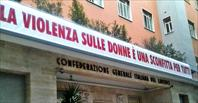 LA VIOLENZA SULLE DONNE È UNA SCONFITTA PER TUTTI
CONFEDERAZIONE GENERALE ITALIANA DEL LAVORO